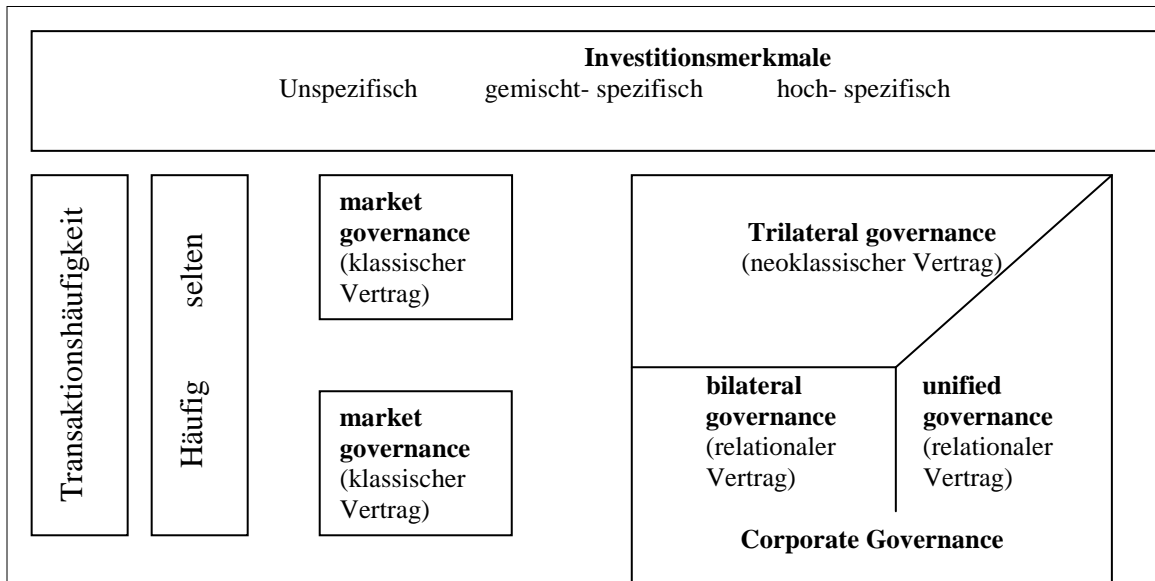 Investitionsmerkmale
Unspezifisch gemischt- spezifisch hoch- spezifisch
Transaktionshäufigkeit
Häufig selten
market
governance
(klassischer
Vertrag)
Trilateral governance
(neoklassischer Vertrag)
market
governance
(klassischer
Vertrag)
bilateral
governance
(relationaler
Vertrag)
unified
governance
(relationaler
Vertrag)
Corporate Governance